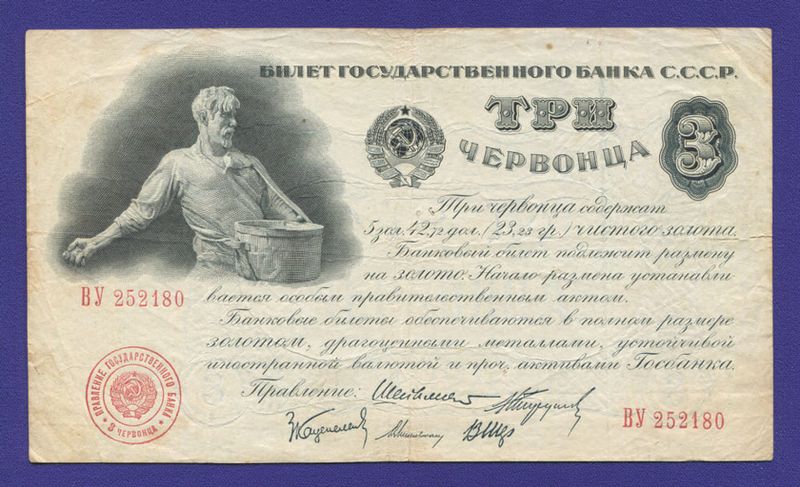 БИЛЕТ ГОСУДАРСТВЕННОГО БАНКА С.С.С.Р.
ТРИ
ЧЕРВОНЦА
3
Три червонца содержат
5 зол. 42,72 дол. (23,23 гр.) чистого золота.
Банковый билет подлежит размену
на золото. Начало размена устанавли
вается особым правительственным актом.
Банковые билеты обеспечиваются в полном размере
золотом, драгоценными металлами, устойчивой
иностранной валютой и проч. активами Госбанка.
Правление:
ВУ 252180
ПРАВЛЕНИЕ ГОСУДАРСТВЕННОГО БАНКА
3 ЧЕРВОНЦА
ВУ 252180